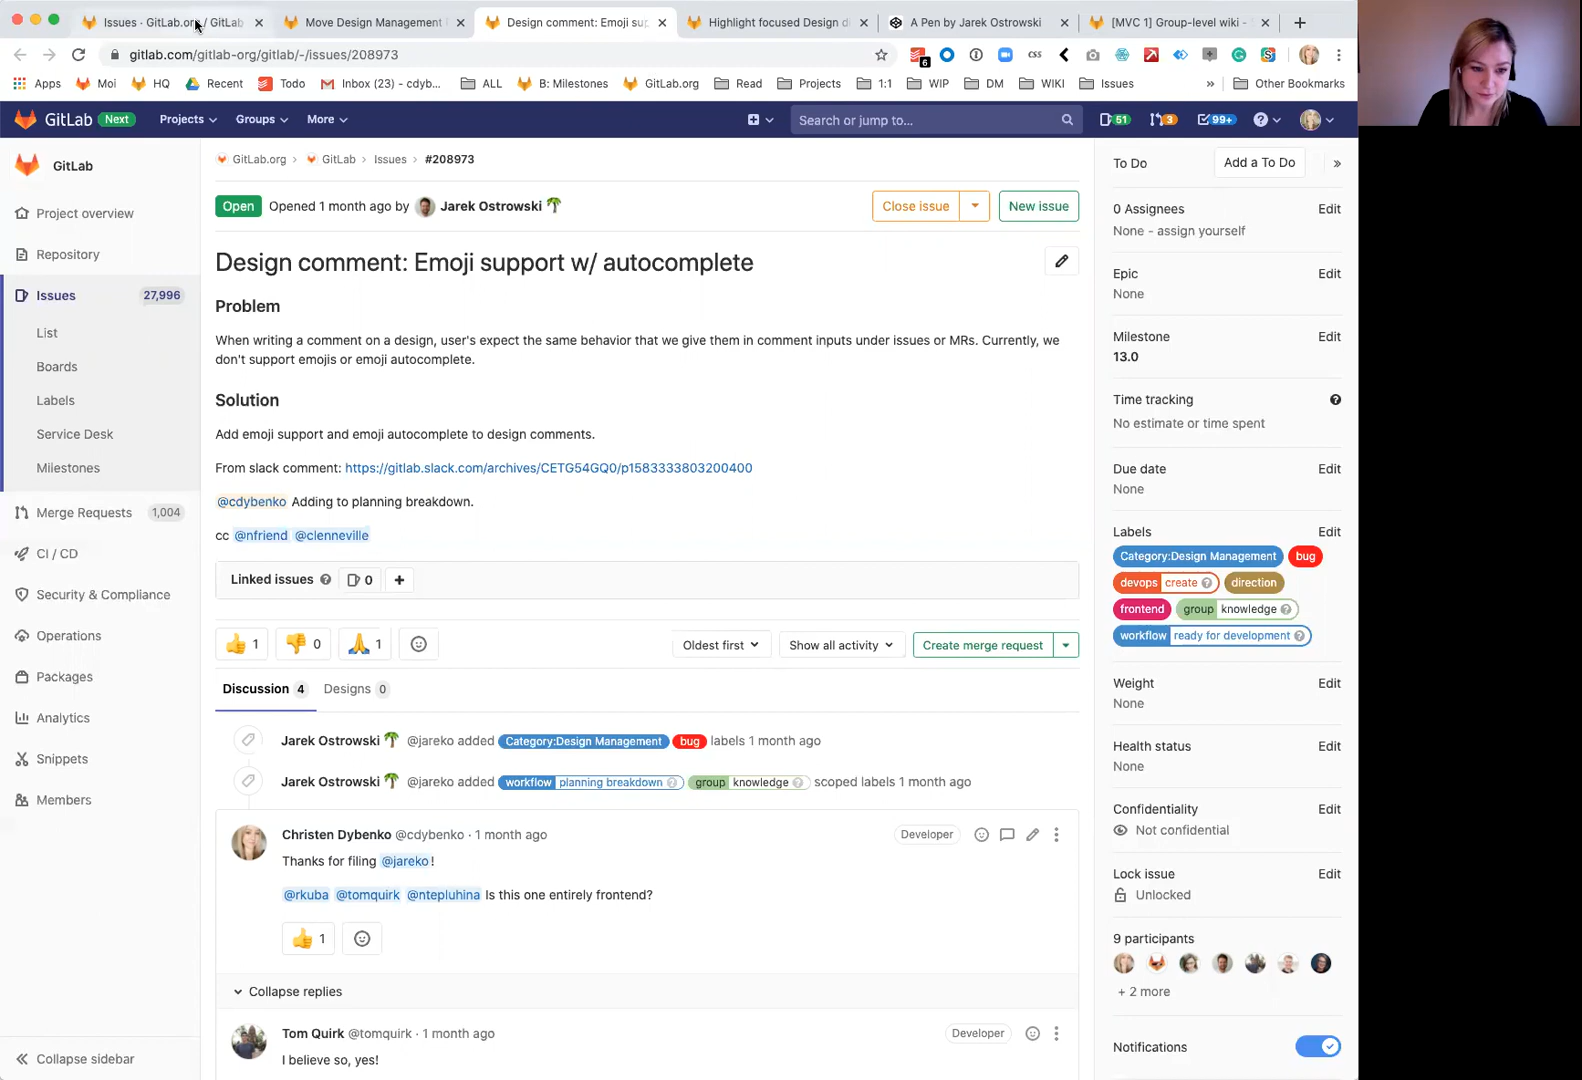 Issues · GitLab.org / GitLab
Move Design Management
Design comment: Emoji sup
Highlight focused Design di
A Pen by Jarek Ostrowski
[MVC 1] Group-level wiki -
gitlab.com/gitlab-org/gitlab/-/issues/208973
6
CSS
Apps
Moi
HQ
Recent
Todo
Inbox (23) - cdyb...
ALL
B: Milestones
GitLab.org
Read
Projects
1:1
WIP
DM
WIKI
Issues
»
Other Bookmarks
GitLab Next
Projects
Groups
More
Search or jump to...
51
3
99+
GitLab
Project overview
Repository
Issues 27,996
List
Boards
Labels
Service Desk
Milestones
Merge Requests 1,004
CI / CD
Security & Compliance
Operations
Packages
Analytics
Snippets
Members
Collapse sidebar
GitLab.org › GitLab › Issues › #208973
Open Opened 1 month ago by Jarek Ostrowski 🌴
Close issue
New issue
Design comment: Emoji support w/ autocomplete
Problem
When writing a comment on a design, user's expect the same behavior that we give them in comment inputs under issues or MRs. Currently, we
don't support emojis or emoji autocomplete.
Solution
Add emoji support and emoji autocomplete to design comments.
From slack comment: https://gitlab.slack.com/archives/CETG54GQ0/p1583333803200400
@cdybenko Adding to planning breakdown.
cc @nfriend @clenneville
Linked issues 0
👍 1 👎 0 🙏 1
Oldest first
Show all activity
Create merge request
Discussion 4 Designs 0
Jarek Ostrowski 🌴 @jareko added Category:Design Management bug labels 1 month ago
Jarek Ostrowski 🌴 @jareko added workflow planning breakdown group knowledge scoped labels 1 month ago
Christen Dybenko @cdybenko · 1 month ago
Developer
Thanks for filing @jareko !
@rkuba @tomquirk @ntepluhina Is this one entirely frontend?
👍 1
Collapse replies
Tom Quirk @tomquirk · 1 month ago
Developer
I believe so, yes!
To Do
Add a To Do
»
0 Assignees Edit
None - assign yourself
Epic Edit
None
Milestone Edit
13.0
Time tracking
No estimate or time spent
Due date Edit
None
Labels Edit
Category:Design Management bug
devops create direction
frontend group knowledge
workflow ready for development
Weight Edit
None
Health status Edit
None
Confidentiality Edit
Not confidential
Lock issue Edit
Unlocked
9 participants
+ 2 more
Notifications